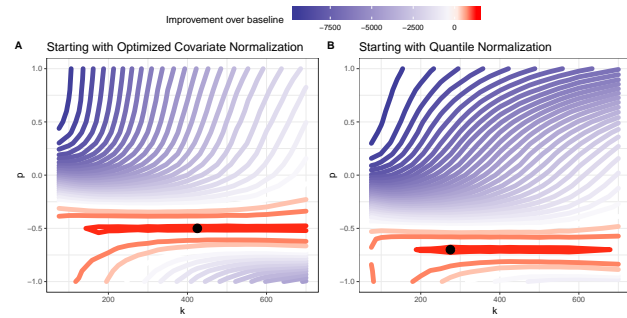 Improvement over baseline
−7500 −5000 −2500 0
A Starting with Optimized Covariate Normalization
B Starting with Quantile Normalization
1.0
0.5
0.0
−0.5
−1.0
p
200 400 600
k
1.0
0.5
0.0
−0.5
−1.0
p
200 400 600
k